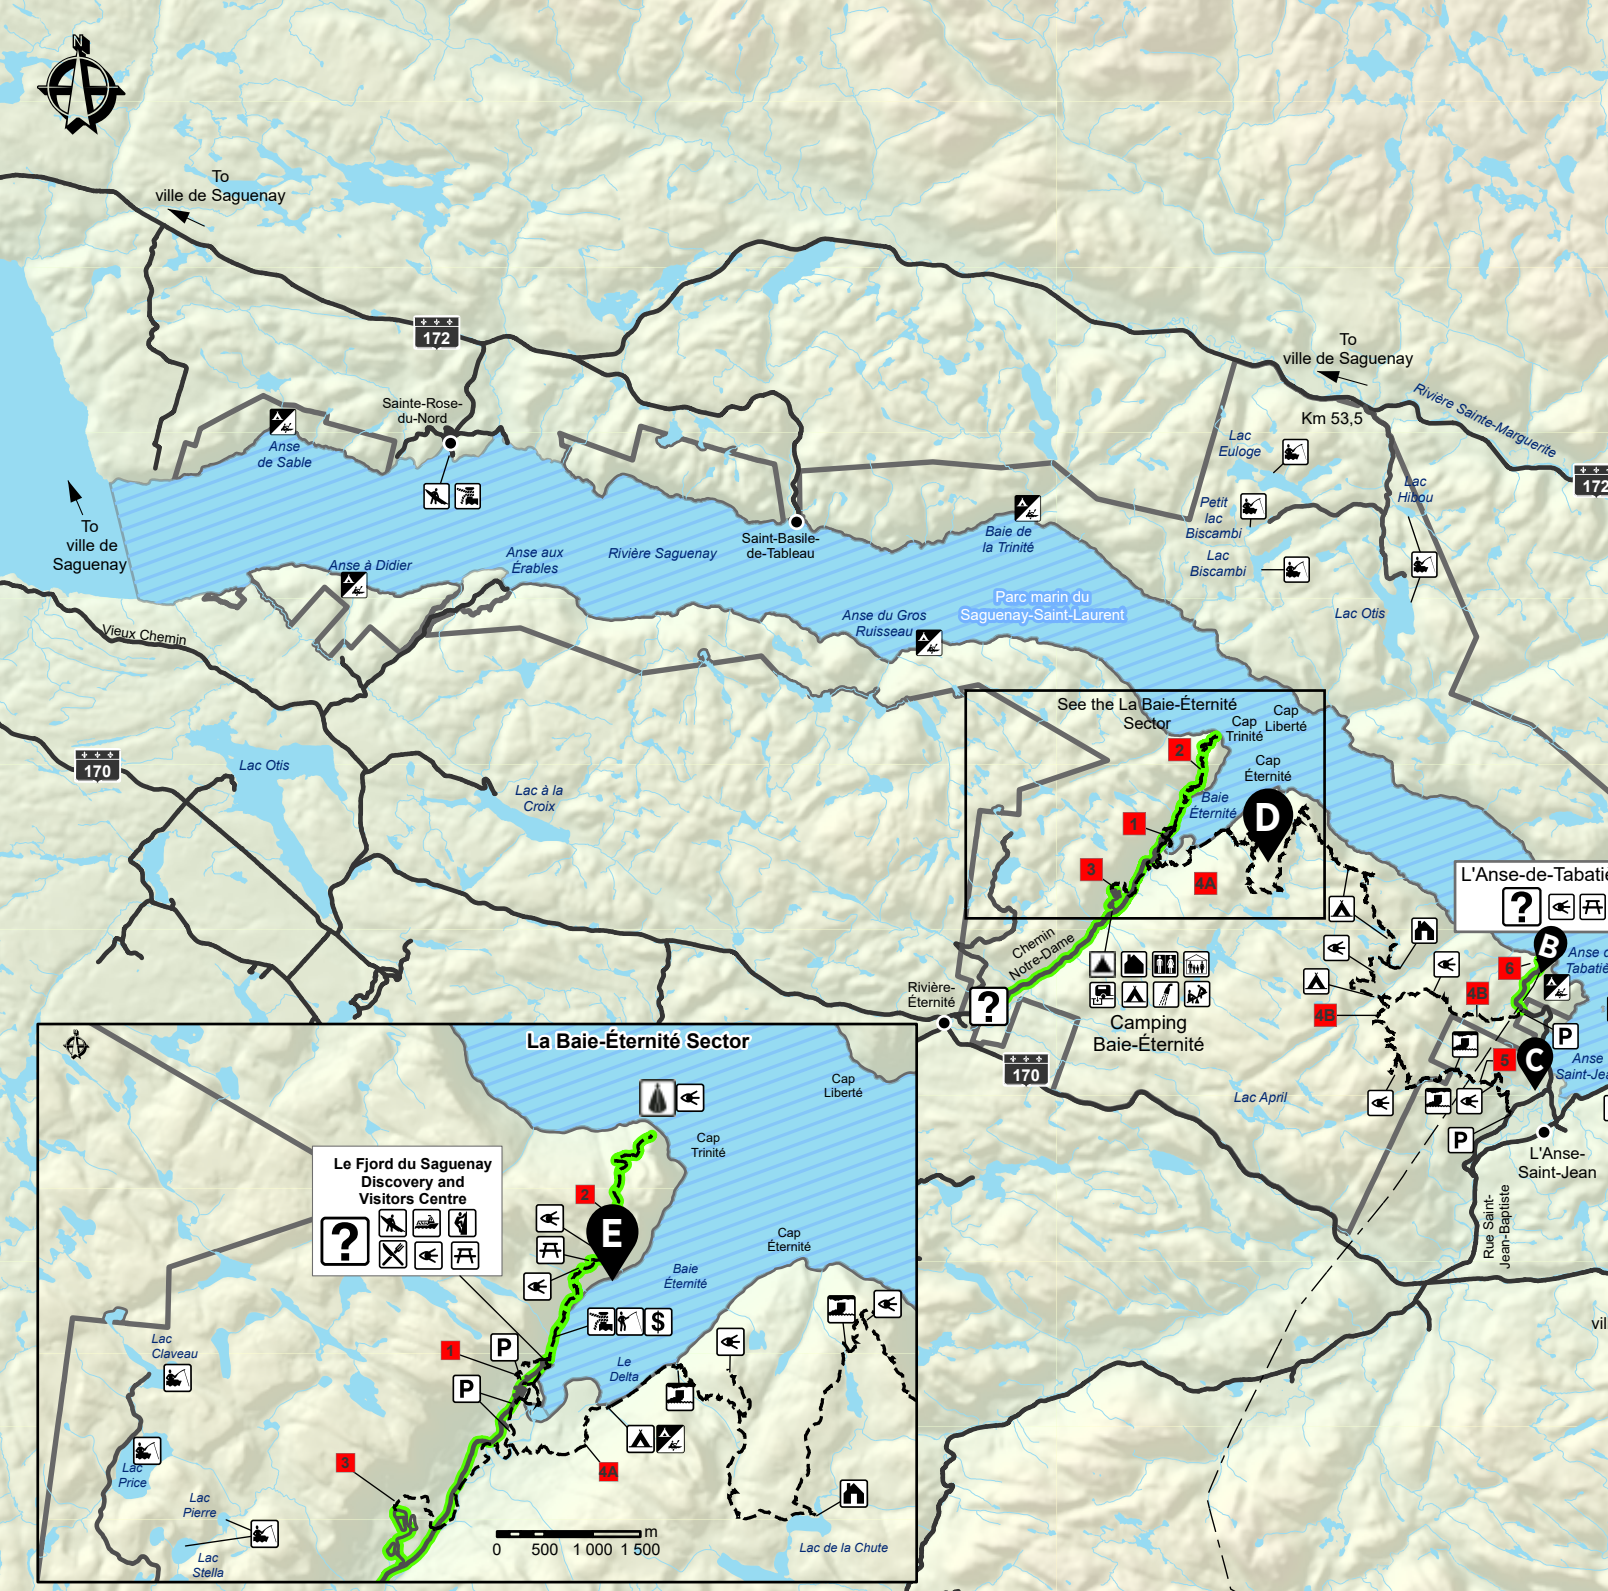 N
To
ville de Saguenay
172
To
ville de Saguenay
Km 53,5
Rivière Sainte-Marguerite
172
Sainte-Rose-
du-Nord
Anse
de Sable
Lac
Euloge
Petit
lac
Biscambi
Lac
Biscambi
Lac
Hibou
Lac Otis
To
ville de
Saguenay
Anse à Didier
Anse aux
Érables
Rivière Saguenay
Saint-Basile-
de-Tableau
Baie de
la Trinité
Parc marin du
Saguenay-Saint-Laurent
Anse du Gros
Ruisseau
Vieux Chemin
170
Lac Otis
Lac à la
Croix
See the La Baie-Éternité
Sector
Cap
Trinité
Cap
Liberté
Cap
Éternité
Baie
Éternité
2
1
3
4A
D
L'Anse-de-Tabatiè
?
B
Anse d
Tabatiè
6
4B
4B
5
C
P
P
Anse
Saint-Jea
L'Anse-
Saint-Jean
Rue Saint-
Jean-Baptiste
Lac April
Chemin
Notre-Dame
Rivière-
Éternité
?
170
Camping
Baie-Éternité
vil
La Baie-Éternité Sector
Cap
Liberté
Cap
Trinité
Le Fjord du Saguenay
Discovery and
Visitors Centre
?
2
E
Cap
Éternité
Baie
Éternité
$
1
P
P
Le
Delta
Lac
Claveau
Lac
Price
3
4A
Lac
Pierre
Lac
Stella
Lac de la Chute
m
0 500 1 000 1 500